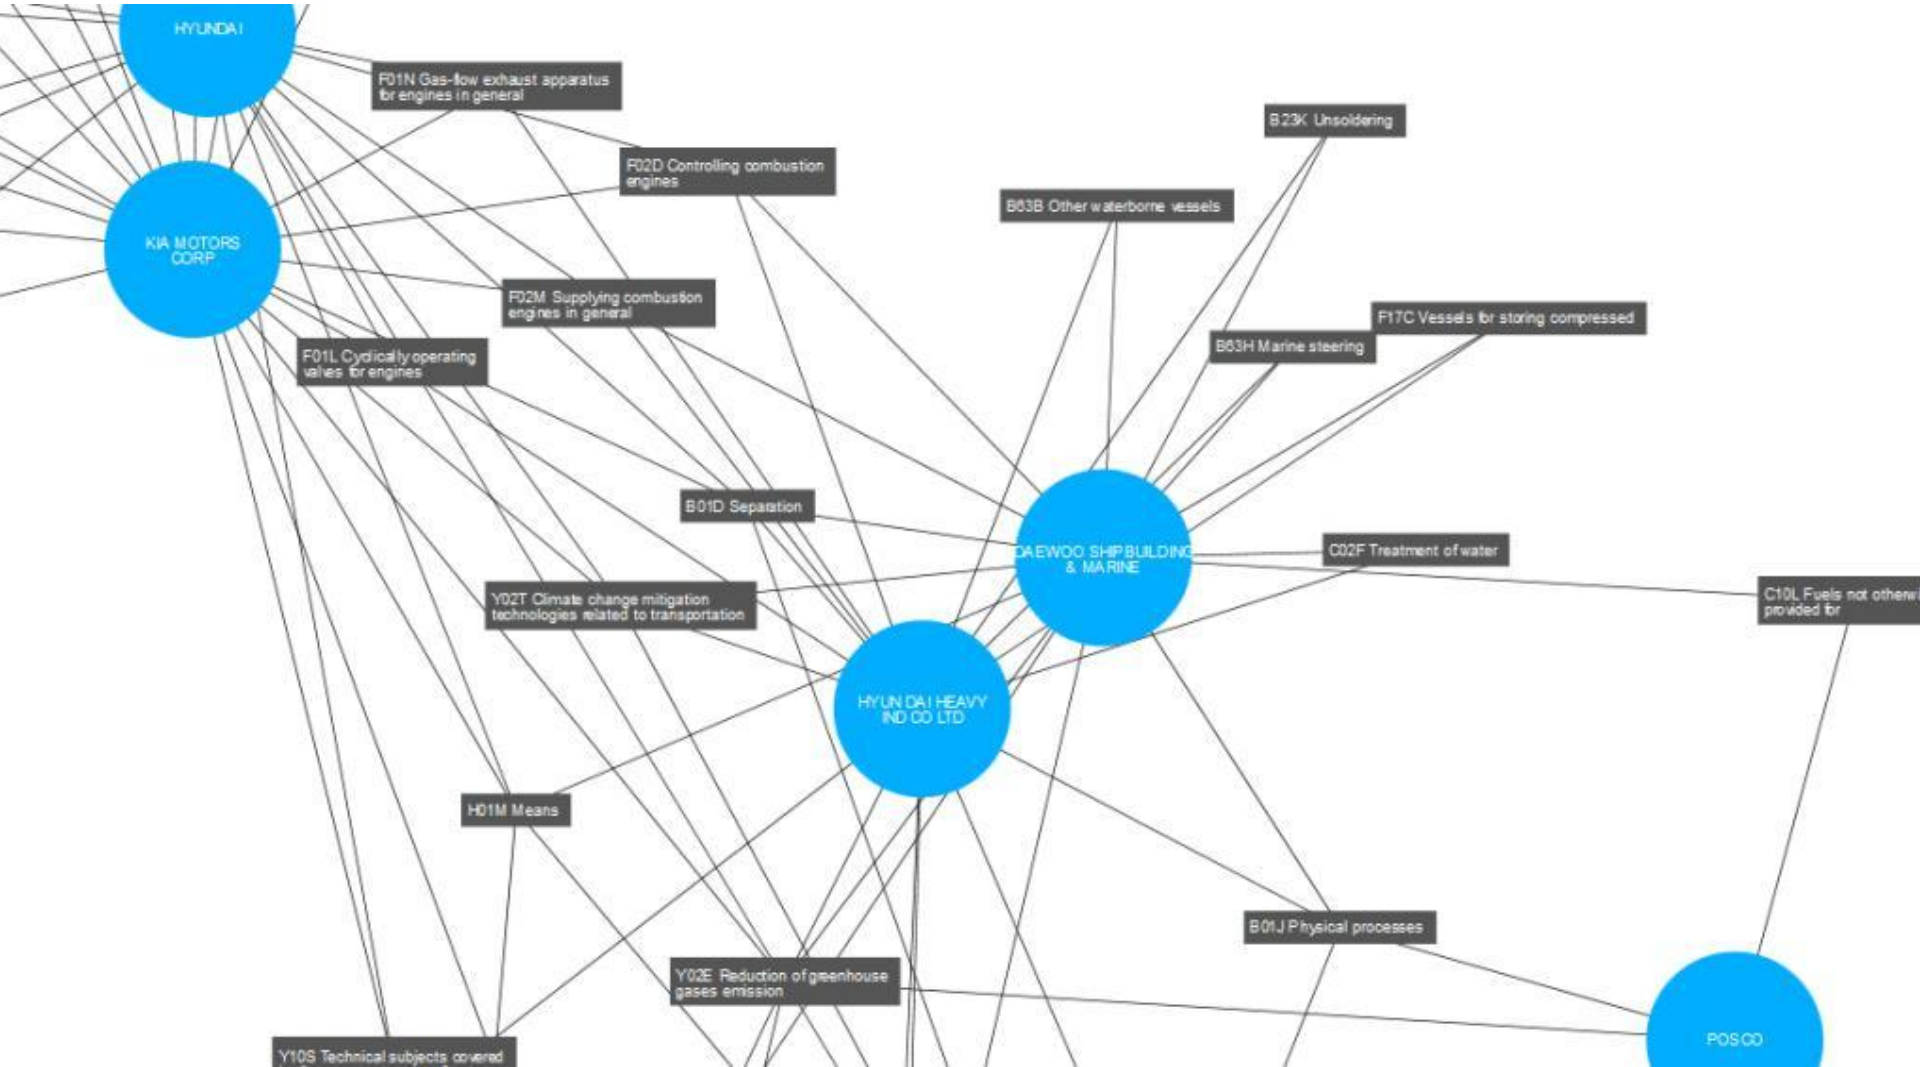 HYUNDAI
F01N Gas-flow exhaust apparatus
for engines in general
B23K Unsoldering
F02D Controlling combustion
engines
B63B Other waterborne vessels
KIA MOTORS
CORP
F02M Supplying combustion
engines in general
F17C Vessels for storing compressed
B63H Marine steering
F01L Cyclically operating
valves for engines
B01D Separation
DAEWOO SHIPBUILDING
& MARINE
C02F Treatment of water
C10L Fuels not otherwi
provided for
Y02T Climate change mitigation
technologies related to transportation
HYUNDAI HEAVY
IND CO LTD
H01M Means
B01J Physical processes
Y02E Reduction of greenhouse
gases emission
POSCO
Y10S Technical subjects covered